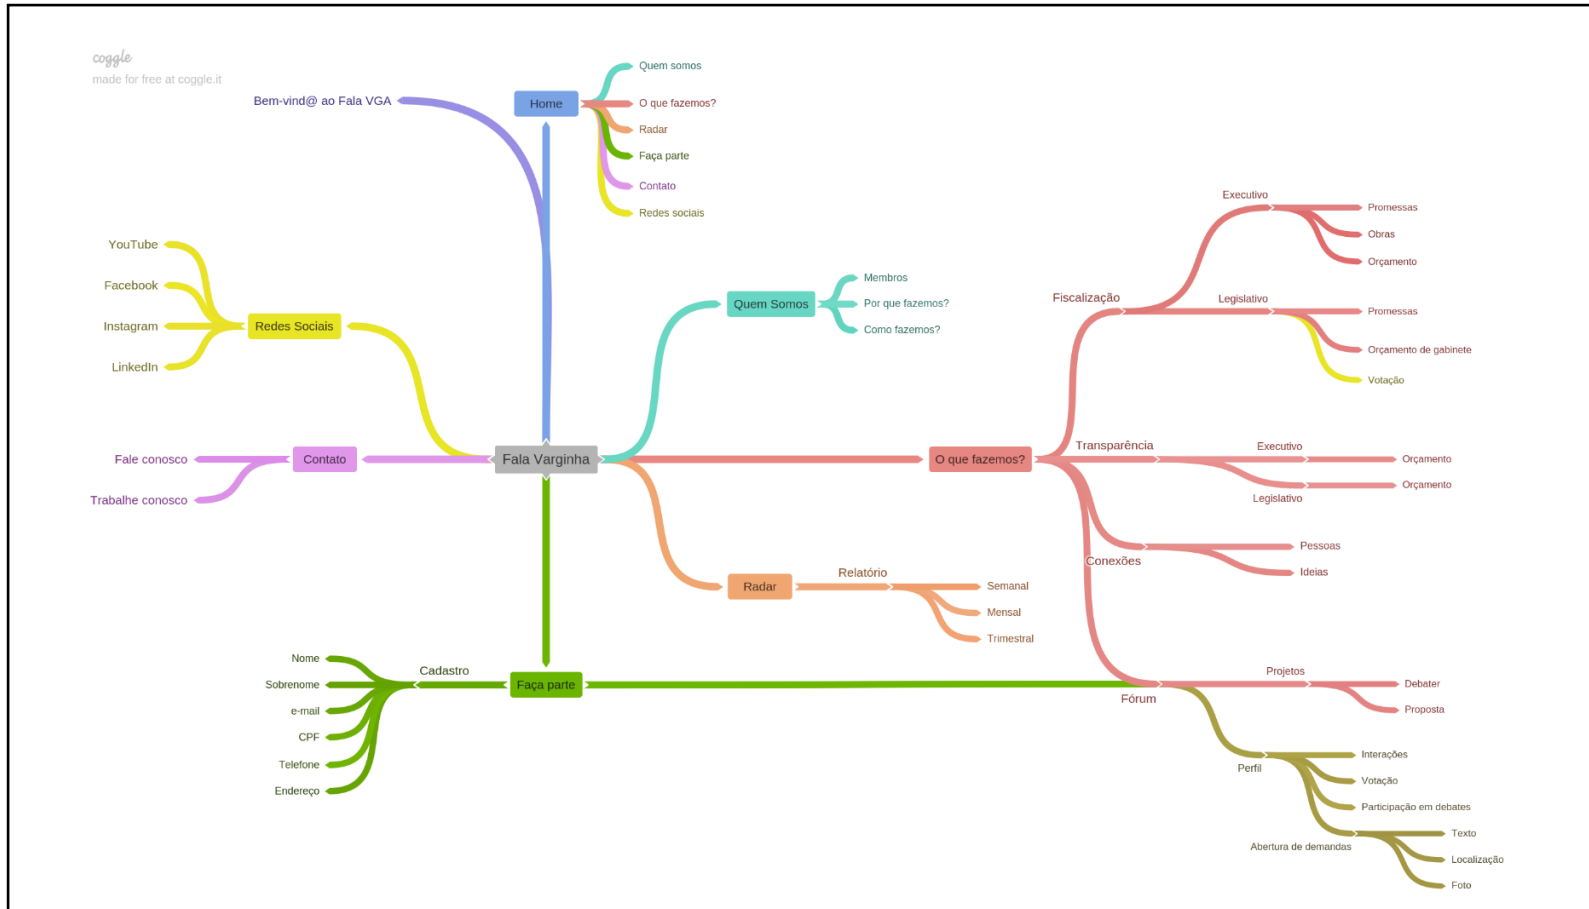 coggle
made for free at coggle.it
Bem-vind@ ao Fala VGA
Home
Quem somos
O que fazemos?
Radar
Faça parte
Contato
Redes sociais
YouTube
Facebook
Instagram
LinkedIn
Redes Sociais
Fale conosco
Trabalhe conosco
Contato
Fala Varginha
Quem Somos
Membros
Por que fazemos?
Como fazemos?
O que fazemos?
Fiscalização
Executivo
Promessas
Obras
Orçamento
Legislativo
Promessas
Orçamento de gabinete
Votação
Transparência
Executivo
Orçamento
Legislativo
Orçamento
Conexões
Pessoas
Ideias
Radar
Relatório
Semanal
Mensal
Trimestral
Faça parte
Cadastro
Nome
Sobrenome
e-mail
CPF
Telefone
Endereço
Fórum
Projetos
Debater
Proposta
Perfil
Interações
Votação
Participação em debates
Abertura de demandas
Texto
Localização
Foto